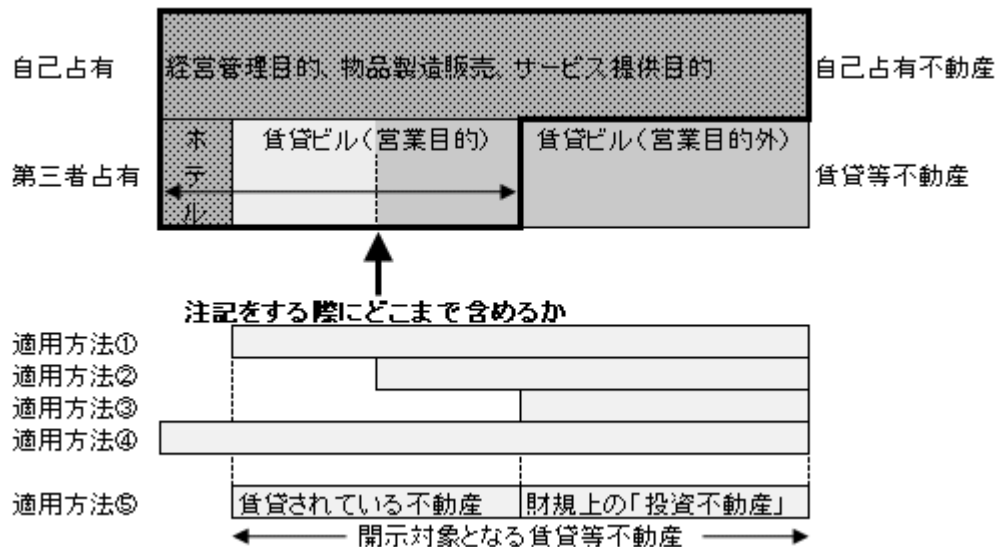 自己占有
経営管理目的、物品製造販売、サービス提供目的
自己占有不動産
ホテル
賃貸ビル(営業目的)
賃貸ビル(営業目的外)
第三者占有
賃貸等不動産
注記をする際にどこまで含めるか
適用方法①
適用方法②
適用方法③
適用方法④
適用方法⑤
賃貸されている不動産
財規上の「投資不動産」
開示対象となる賃貸等不動産